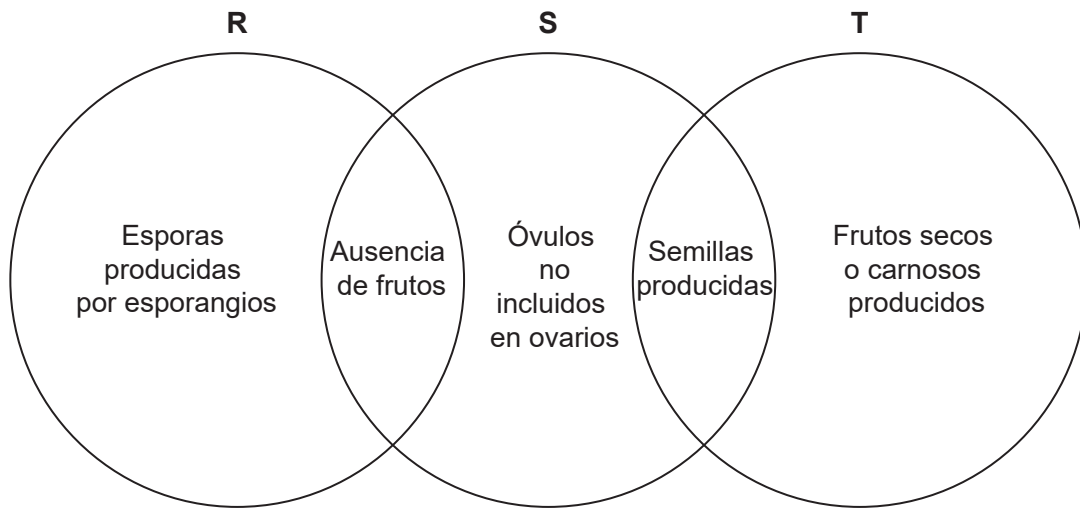 R
S
T
Esporas
producidas
por esporangios
Ausencia
de frutos
Óvulos
no
incluidos
en ovarios
Semillas
producidas
Frutos secos
o carnosos
producidos